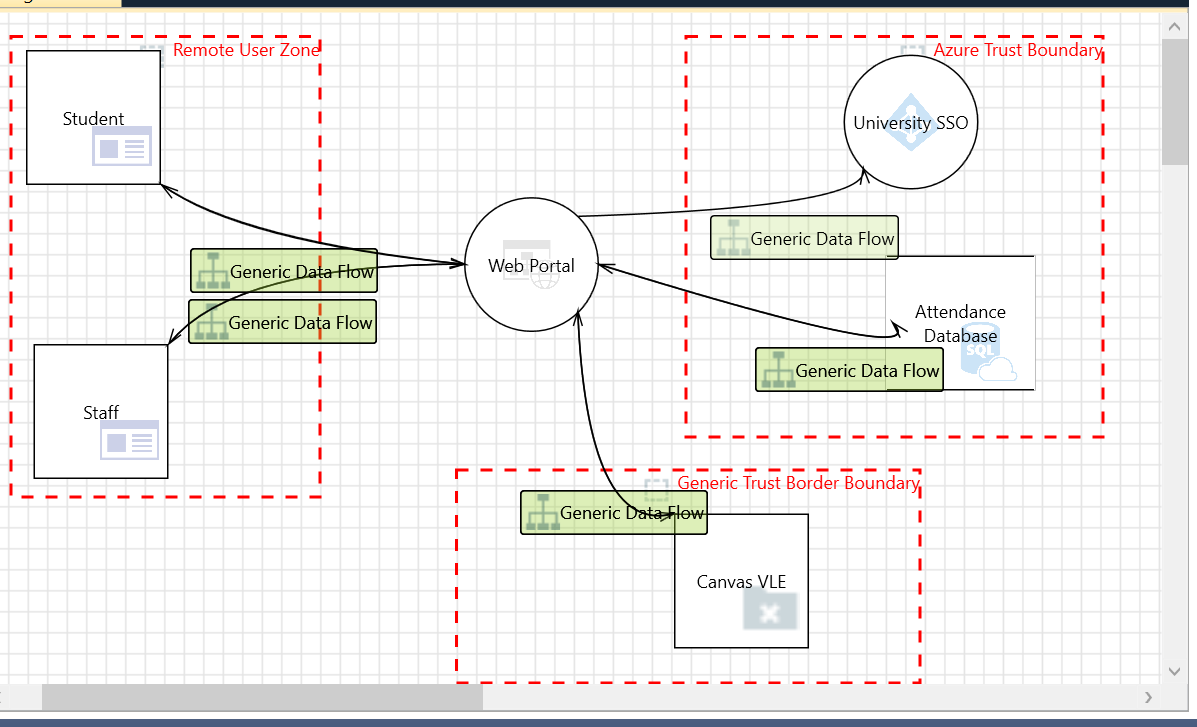 Remote User Zone
Azure Trust Boundary
Student
University SSO
Generic Data Flow
Web Portal
Generic Data Flow
Generic Data Flow
Attendance
Database
SQL
Generic Data Flow
Staff
Generic Trust Border Boundary
Generic Data Flow
Canvas VLE